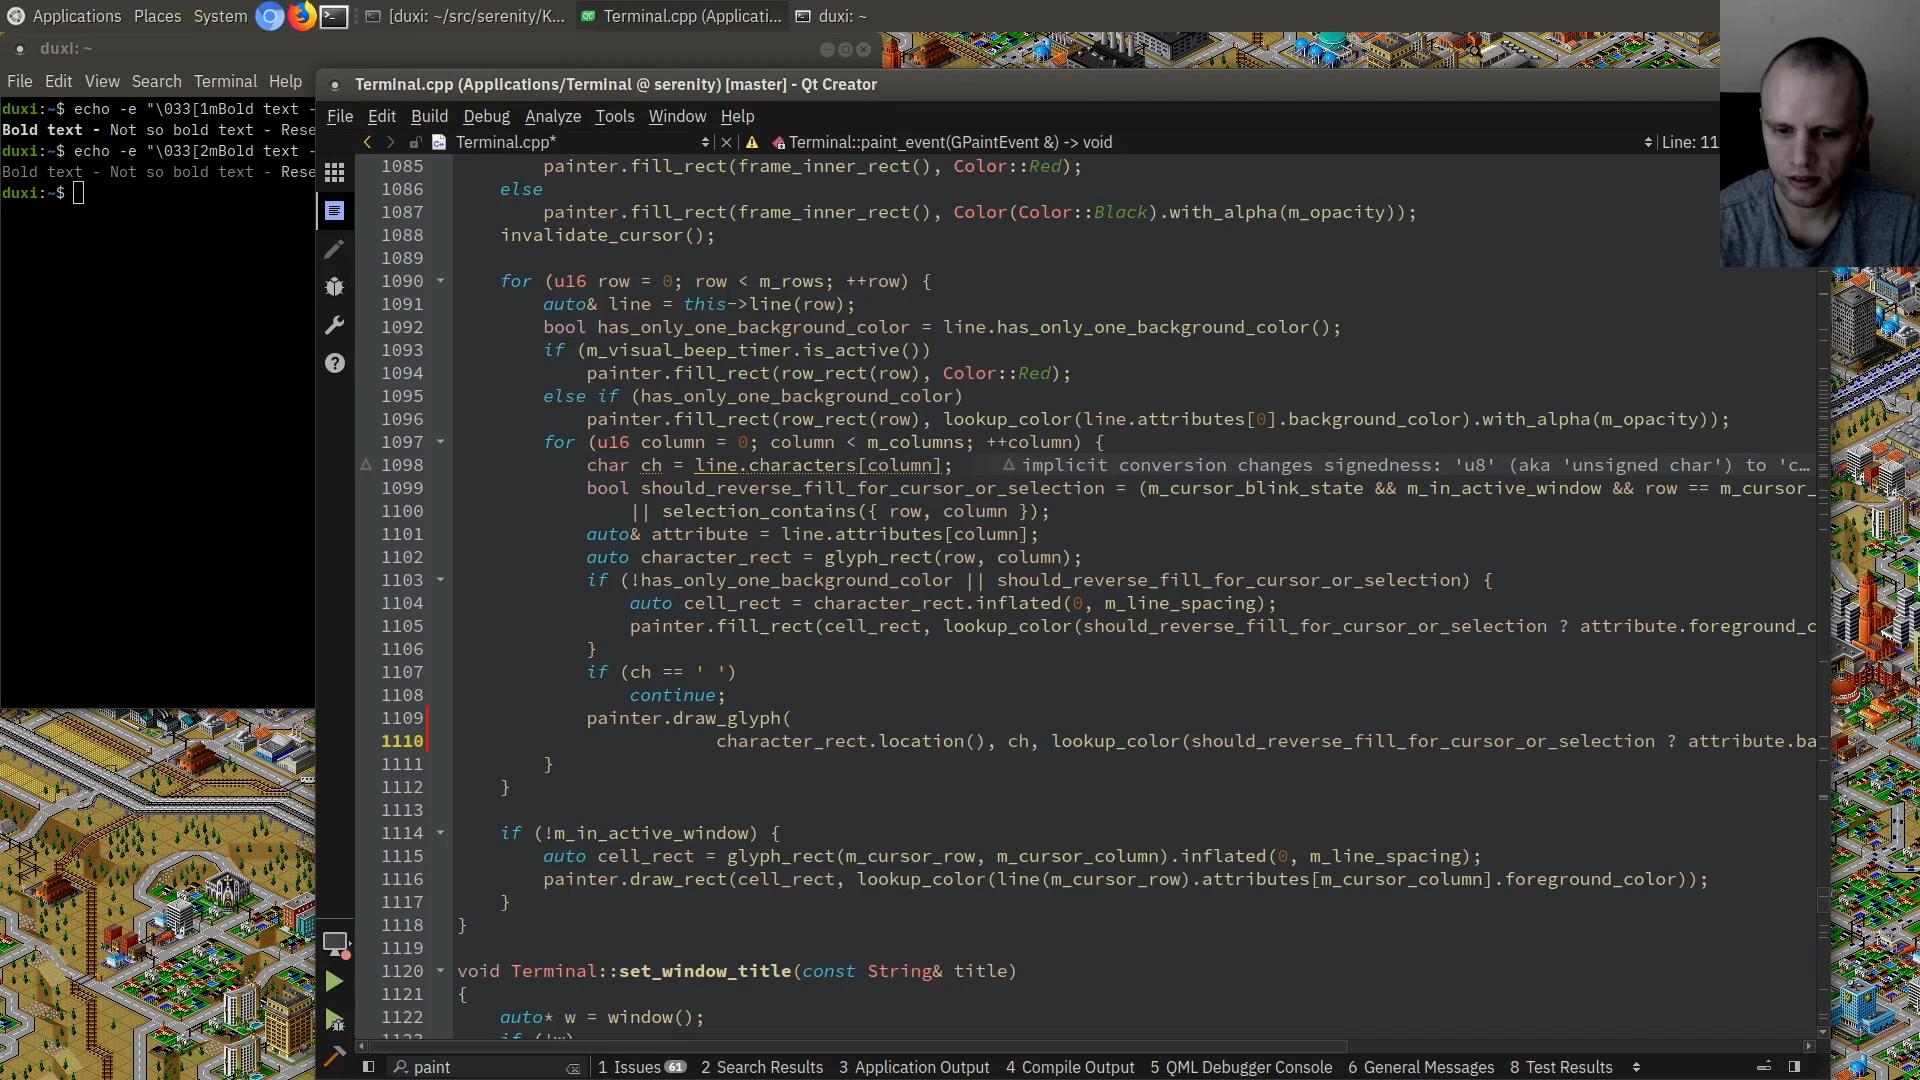 Applications Places System [duxi: ~/src/serenity/K... Terminal.cpp (Applicati... duxi: ~
duxi: ~
File Edit View Search Terminal Help
duxi:~$ echo -e "\033[1mBold text -
Bold text - Not so bold text - Rese
duxi:~$ echo -e "\033[2mBold text -
Bold text - Not so bold text - Rese
duxi:~$
Terminal.cpp (Applications/Terminal @ serenity) [master] - Qt Creator
File Edit Build Debug Analyze Tools Window Help
Terminal.cpp* Terminal::paint_event(GPaintEvent &) -> void Line: 11
1085 painter.fill_rect(frame_inner_rect(), Color::Red);
1086 else
1087 painter.fill_rect(frame_inner_rect(), Color(Color::Black).with_alpha(m_opacity));
1088 invalidate_cursor();
1089
1090 for (u16 row = 0; row < m_rows; ++row) {
1091 auto& line = this->line(row);
1092 bool has_only_one_background_color = line.has_only_one_background_color();
1093 if (m_visual_beep_timer.is_active())
1094 painter.fill_rect(row_rect(row), Color::Red);
1095 else if (has_only_one_background_color)
1096 painter.fill_rect(row_rect(row), lookup_color(line.attributes[0].background_color).with_alpha(m_opacity));
1097 for (u16 column = 0; column < m_columns; ++column) {
1098 char ch = line.characters[column]; implicit conversion changes signedness: 'u8' (aka 'unsigned char') to 'c...
1099 bool should_reverse_fill_for_cursor_or_selection = (m_cursor_blink_state && m_in_active_window && row == m_cursor_
1100 || selection_contains({ row, column });
1101 auto& attribute = line.attributes[column];
1102 auto character_rect = glyph_rect(row, column);
1103 if (!has_only_one_background_color || should_reverse_fill_for_cursor_or_selection) {
1104 auto cell_rect = character_rect.inflated(0, m_line_spacing);
1105 painter.fill_rect(cell_rect, lookup_color(should_reverse_fill_for_cursor_or_selection ? attribute.foreground_c
1106 }
1107 if (ch == ' ')
1108 continue;
1109 painter.draw_glyph(
1110 character_rect.location(), ch, lookup_color(should_reverse_fill_for_cursor_or_selection ? attribute.ba
1111 }
1112 }
1113
1114 if (!m_in_active_window) {
1115 auto cell_rect = glyph_rect(m_cursor_row, m_cursor_column).inflated(0, m_line_spacing);
1116 painter.draw_rect(cell_rect, lookup_color(line(m_cursor_row).attributes[m_cursor_column].foreground_color));
1117 }
1118 }
1119
1120 void Terminal::set_window_title(const String& title)
1121 {
1122 auto* w = window();
paint 1 Issues 61 2 Search Results 3 Application Output 4 Compile Output 5 QML Debugger Console 6 General Messages 8 Test Results